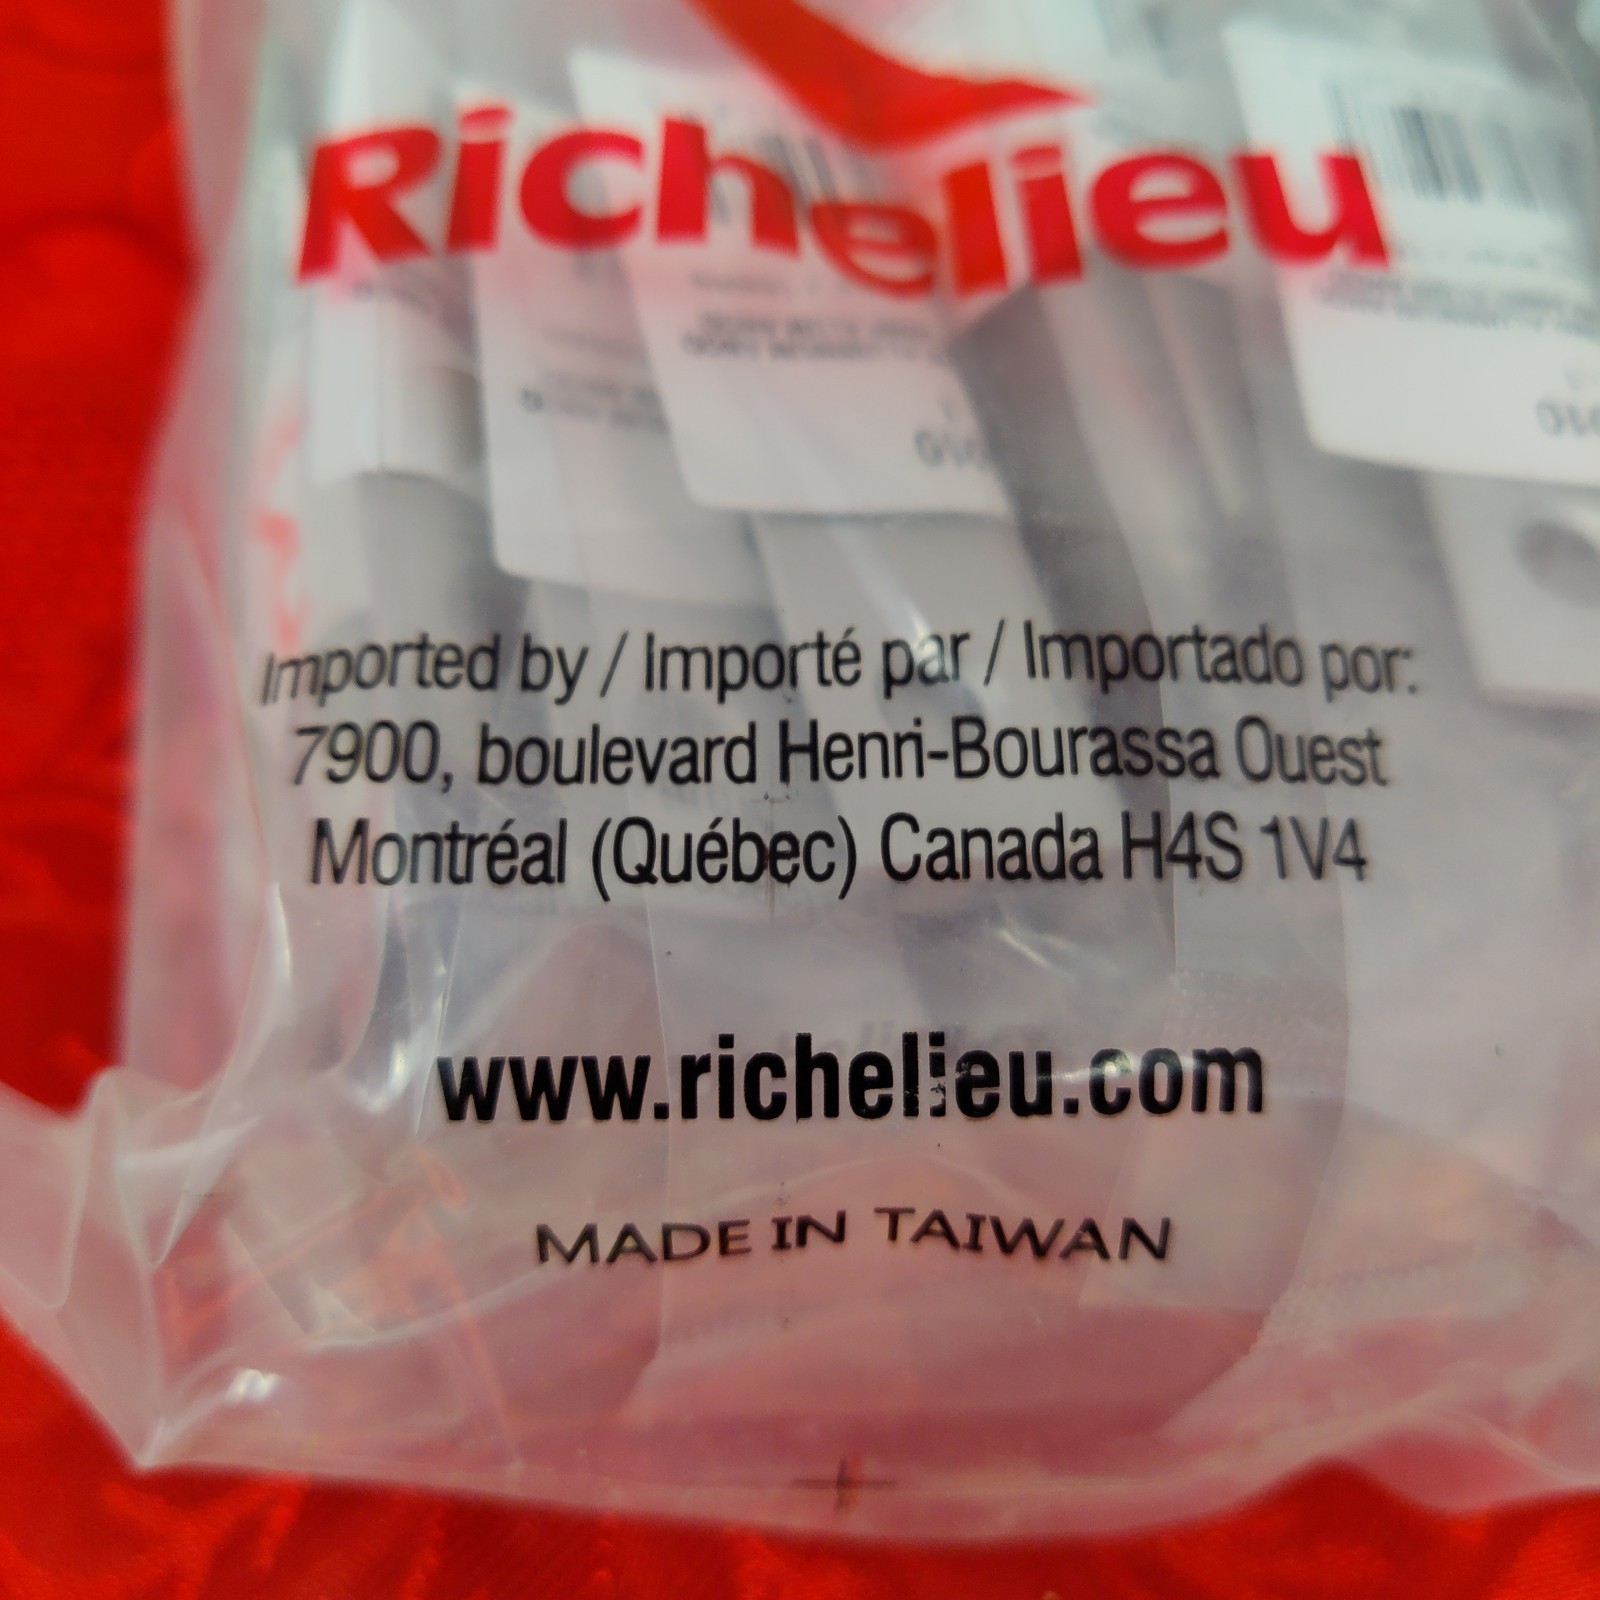 Richelieu
Imported by / Importé par / Importado por:
7900, boulevard Henri-Bourassa Ouest
Montréal (Québec) Canada H4S 1V4
www.richelieu.com
MADE IN TAIWAN